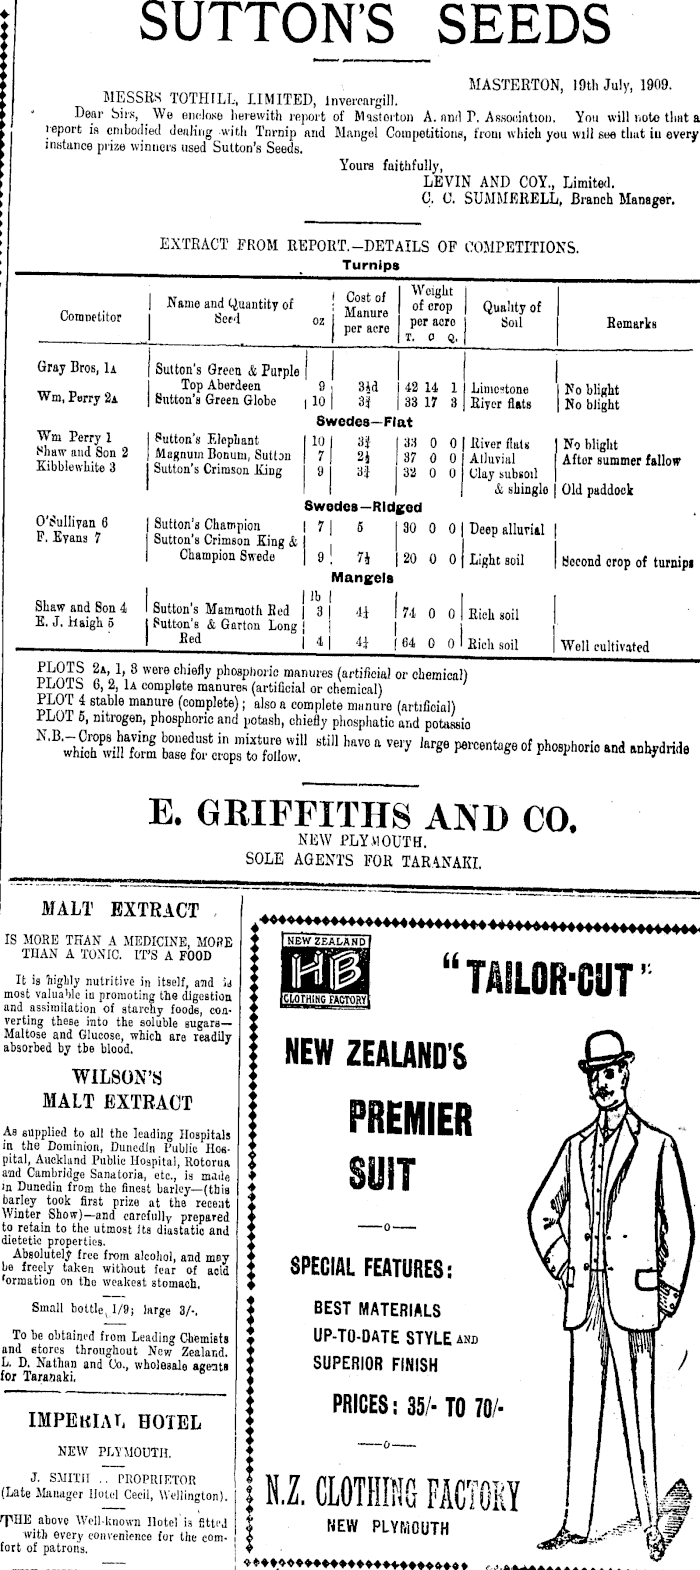 SUTTON'S SEEDS
MASTERTON, 19th July, 1909.
MESSRS TOTHILL, LIMITED, Invercargill.
Dear Sirs, We enclose herewith report of Masterton A. and P. Association. You will note that a
report is embodied dealing with Turnip and Mangel Competitions, from which you will see that in every
instance prize winners used Sutton's Seeds.
Yours faithfully,
LEVIN AND COY., Limited.
C. C. SUMMERELL, Branch Manager.
EXTRACT FROM REPORT.—DETAILS OF COMPETITIONS.
Turnips
Competitor | Name and Quantity of Seed oz | Cost of Manure per acre | Weight of crop per acre T. C Q. | Quality of Soil | Remarks
Gray Bros, 1A | Sutton's Green & Purple
Top Aberdeen 9 | 3½d | 42 14 1 | Limestone | No blight
Wm, Perry 2A | Sutton's Green Globe | 10 | 3¾ | 33 17 3 | River flats | No blight
Swedes—Flat
Wm Perry 1 | Sutton's Elephant | 10 | 3¾ | 33 0 0 | River flats | No blight
Shaw and Son 2 | Magnum Bonum, Sutton | 7 | 2½ | 37 0 0 | Alluvial | After summer fallow
Kibblewhite 3 | Sutton's Crimson King | 9 | 3¾ | 32 0 0 | Clay subsoil
& shingle | Old paddock
Swedes—Ridged
O'Sullivan 6 | Sutton's Champion | 7 | 5 | 30 0 0 | Deep alluvial
F. Evans 7 | Sutton's Crimson King &
Champion Swede | 9 | 7½ | 20 0 0 | Light soil | Second crop of turnips
Mangels
lb
Shaw and Son 4 | Sutton's Mammoth Red | 3 | 4¼ | 74 0 0 | Rich soil
E. J. Haigh 5 | Sutton's & Garton Long
Red | 4 | 4¼ | 64 0 0 | Rich soil | Well cultivated
PLOTS 2A, 1, 3 were chiefly phosphoric manures (artificial or chemical)
PLOTS 6, 2, 1A complete manures (artificial or chemical)
PLOT 4 stable manure (complete); also a complete manure (artificial)
PLOT 5, nitrogen, phosphoric and potash, chiefly phosphatic and potassic
N.B.—Crops having bonedust in mixture will still have a very large percentage of phosphoric and anhydride
which will form base for crops to follow.
E. GRIFFITHS AND CO.
NEW PLYMOUTH.
SOLE AGENTS FOR TARANAKI.
MALT EXTRACT
IS MORE THAN A MEDICINE, MORE
THAN A TONIC. IT'S A FOOD
It is highly nutritive in itself, and is
most valuable in promoting the digestion
and assimilation of starchy foods, con-
verting these into the soluble sugars—
Maltose and Glucose, which are readily
absorbed by the blood.
WILSON'S
MALT EXTRACT
As supplied to all the leading Hospitals
in the Dominion, Dunedin Public Hos-
pital, Auckland Public Hospital, Rotorua
and Cambridge Sanatoria, etc., is made
in Dunedin from the finest barley—(this
barley took first prize at the recent
Winter Show)—and carefully prepared
to retain to the utmost its diastatic and
dietetic properties.
Absolutely free from alcohol, and may
be freely taken without fear of acid
formation on the weakest stomach.
Small bottle, 1/9; large 3/-.
To be obtained from Leading Chemists
and stores throughout New Zealand.
L. D. Nathan and Co., wholesale agents
for Taranaki.
IMPERIAL HOTEL
NEW PLYMOUTH.
J. SMITH .. PROPRIETOR
(Late Manager Hotel Cecil, Wellington).
THE above Well-known Hotel is fitted
with every convenience for the com-
fort of patrons.
NEW ZEALAND
HB
CLOTHING FACTORY
"TAILOR-CUT"
NEW ZEALAND'S
PREMIER
SUIT
SPECIAL FEATURES:
BEST MATERIALS
UP-TO-DATE STYLE AND
SUPERIOR FINISH
PRICES: 35/- TO 70/-
N.Z. CLOTHING FACTORY
NEW PLYMOUTH